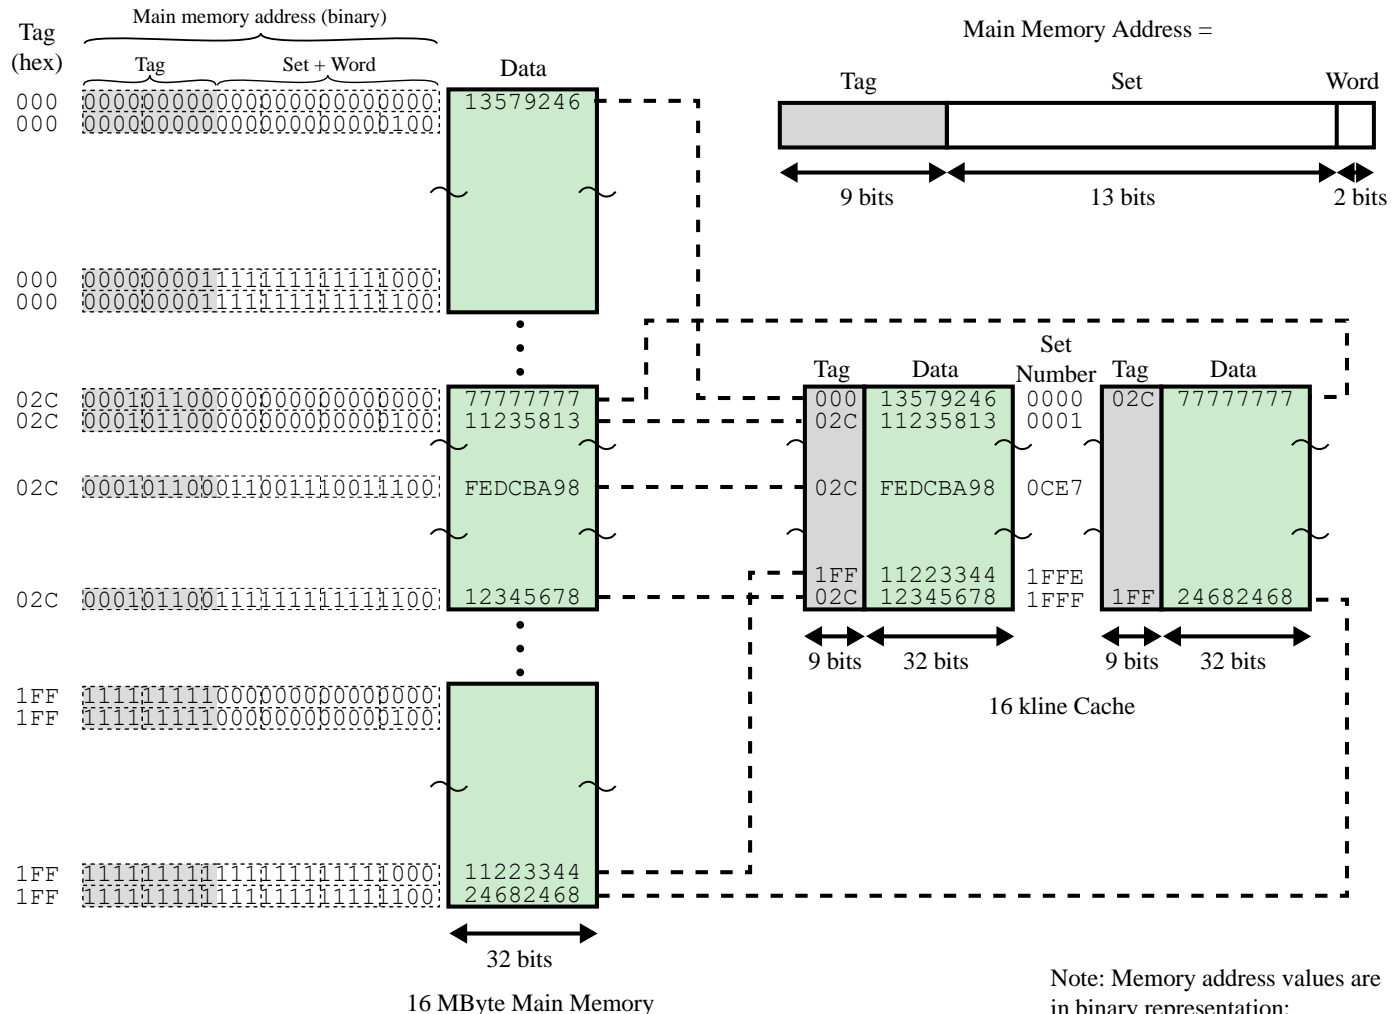 Main memory address (binary)
Tag
(hex)
Tag
Set + Word
Data
000 000000000000000000000000 13579246
000 000000000000000000000100
000 000000001111111111111000
000 000000001111111111111100
02C 000101100000000000000000 77777777
02C 000101100000000000000100 11235813
02C 000101100011001110011100 FEDCBA98
02C 000101100111111111111100 12345678
1FF 111111111000000000000000
1FF 111111111000000000000100
1FF 111111111111111111111000 11223344
1FF 111111111111111111111100 24682468
32 bits
16 MByte Main Memory
Main Memory Address =
Tag Set Word
9 bits 13 bits 2 bits
Tag Data Set Number Tag Data
000 13579246 0000 02C 77777777
02C 11235813 0001
02C FEDCBA98 0CE7
1FF 11223344 1FFE
02C 12345678 1FFF 1FF 24682468
9 bits 32 bits 9 bits 32 bits
16 kline Cache
Note: Memory address values are
in binary representation;